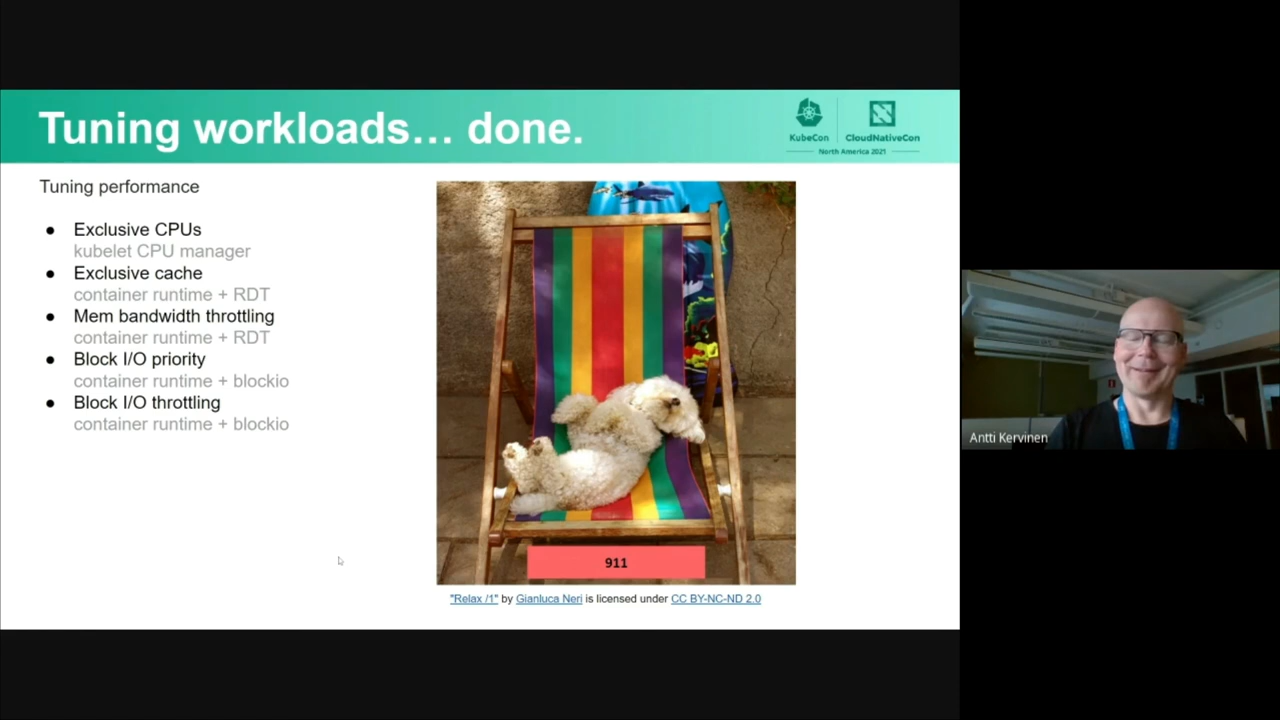 Tuning workloads... done.
KubeCon
CloudNativeCon
North America 2021
Tuning performance
● Exclusive CPUs
kubelet CPU manager
● Exclusive cache
container runtime + RDT
● Mem bandwidth throttling
container runtime + RDT
● Block I/O priority
container runtime + blockio
● Block I/O throttling
container runtime + blockio
911
"Relax /1" by Gianluca Neri is licensed under CC BY-NC-ND 2.0
Antti Kervinen